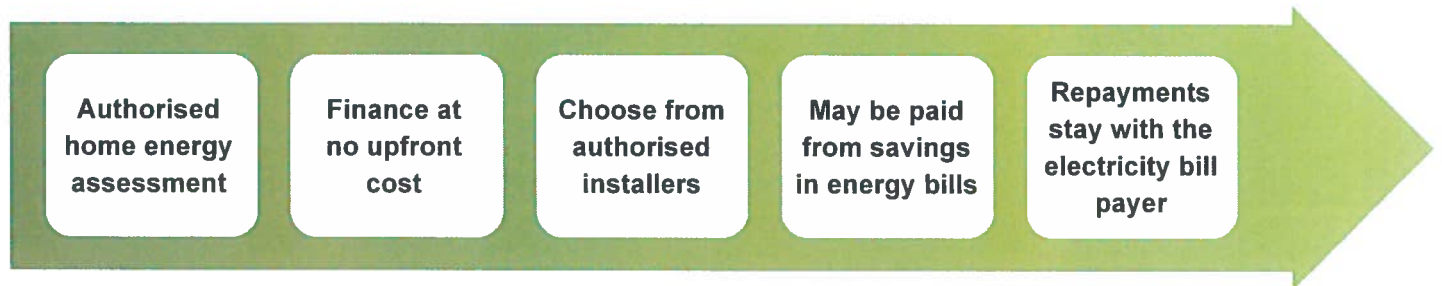 Authorised
home energy
assessment
Finance at
no upfront
cost
Choose from
authorised
installers
May be paid
from savings
in energy bills
Repayments
stay with the
electricity bill
payer